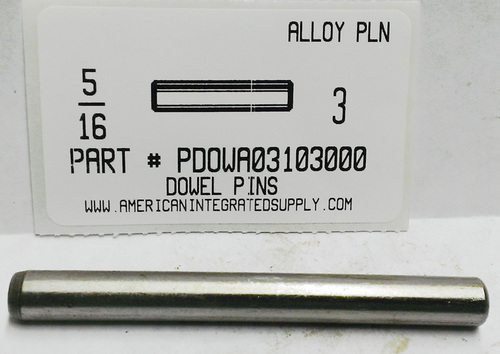 ALLOY PLN
5/16
3
PART # PDOWA03103000
DOWEL PINS
WWW.AMERICANINTEGRATEDSUPPLY.COM